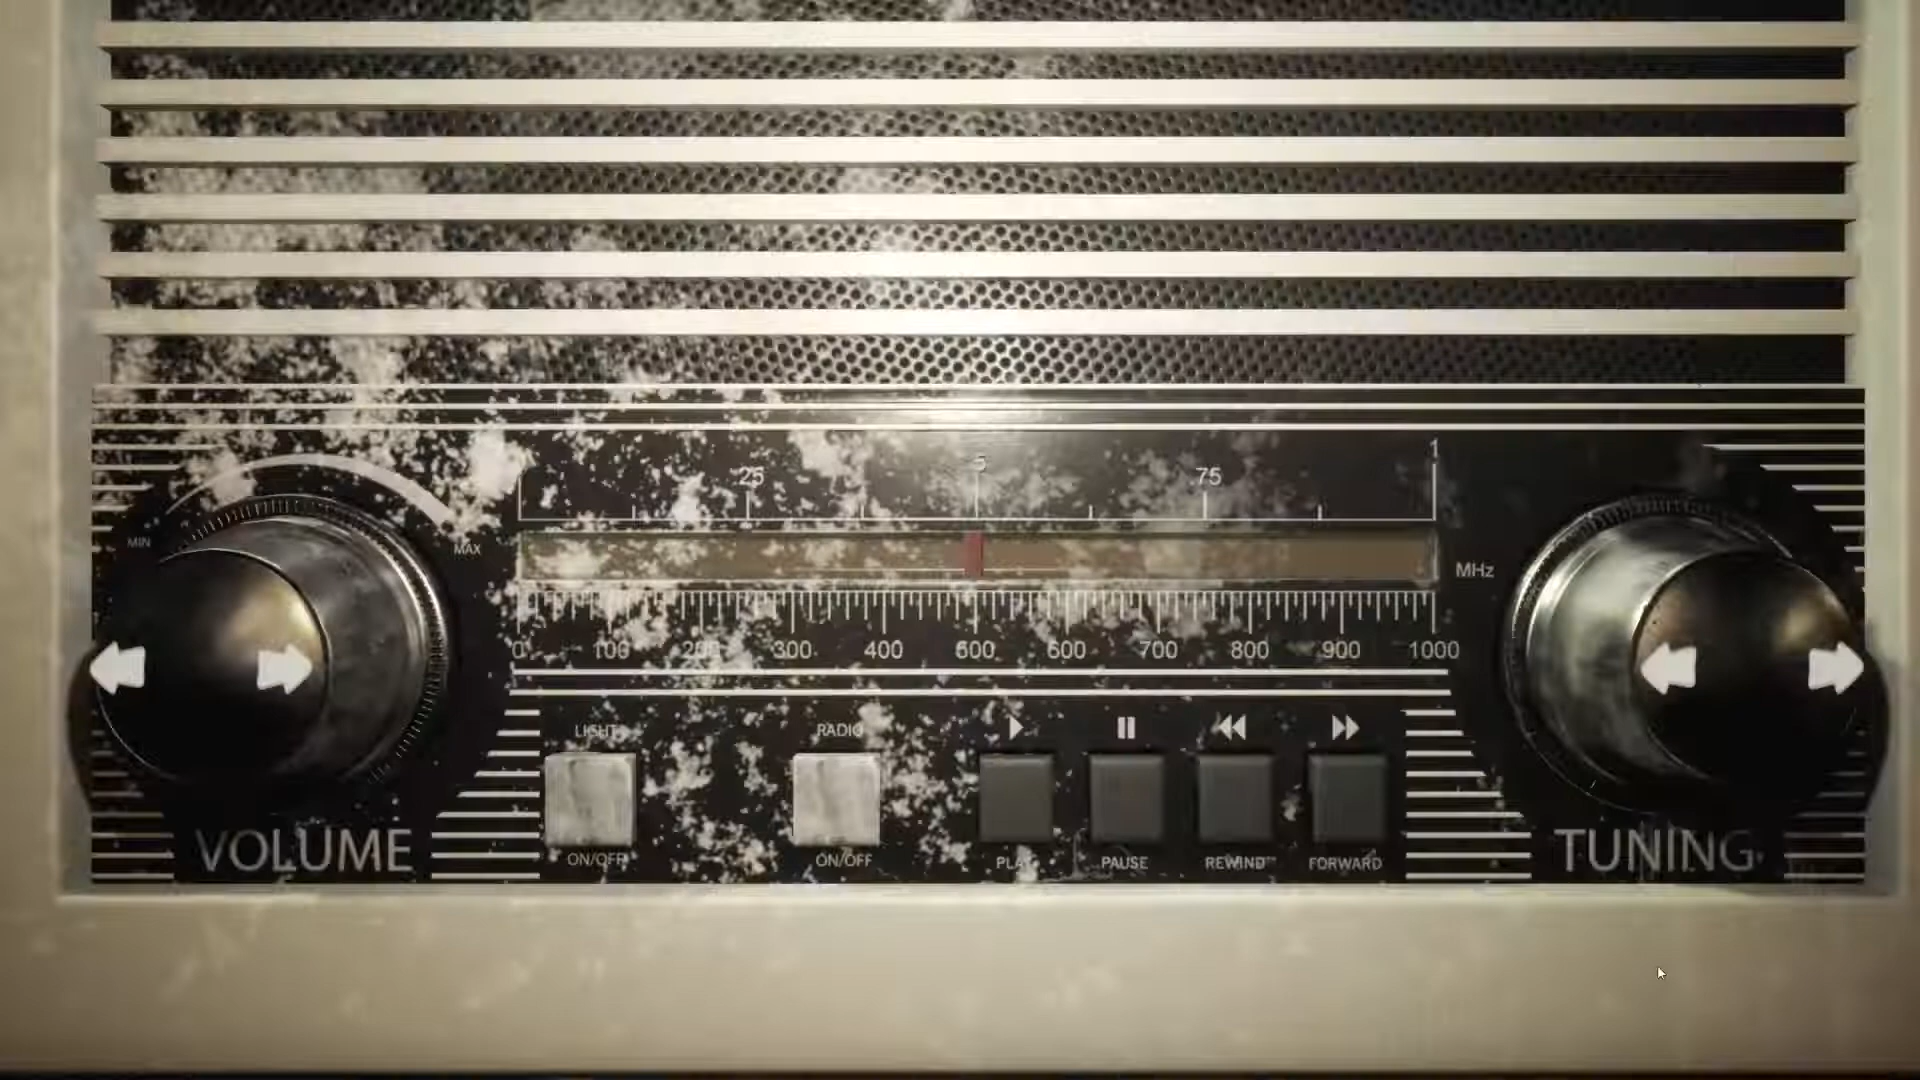 1
25 5 75
MIN MAX
MHz
0 100 200 300 400 500 600 700 800 900 1000
LIGHT RADIO
ON/OFF ON/OFF PLAY PAUSE REWIND FORWARD
VOLUME TUNING